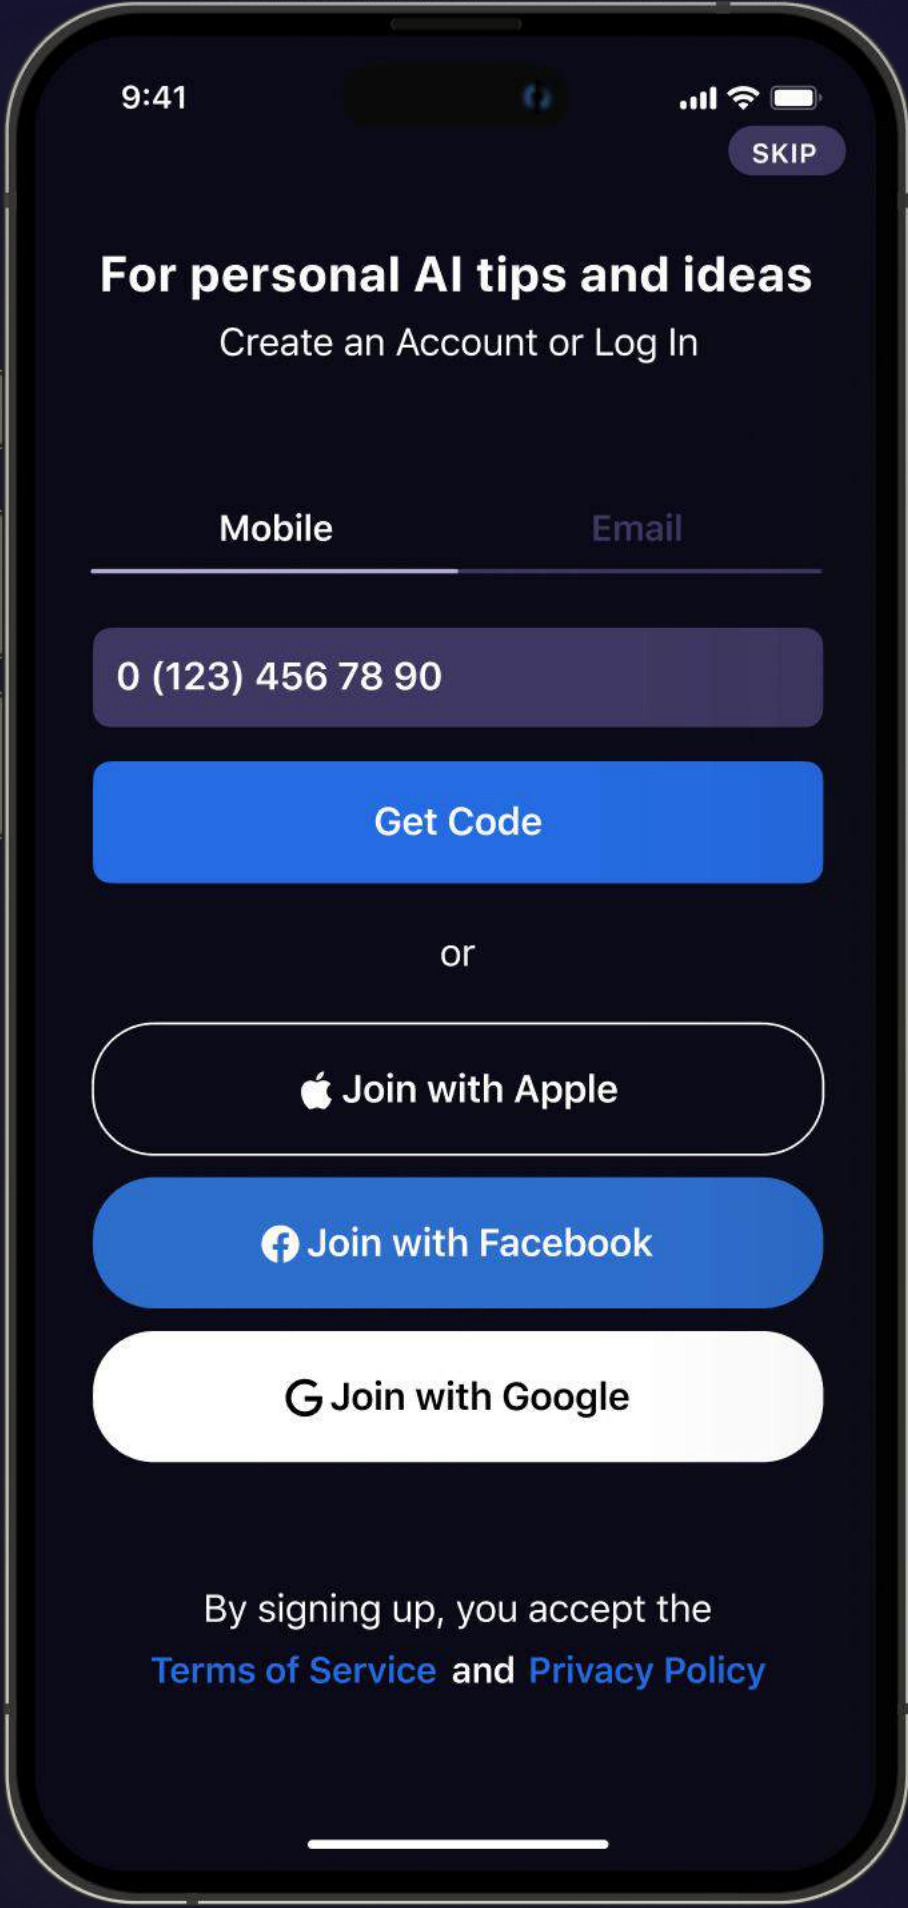 9:41
SKIP
For personal AI tips and ideas
Create an Account or Log In
Mobile Email
0 (123) 456 78 90
Get Code
or
Join with Apple
Join with Facebook
Join with Google
By signing up, you accept the
Terms of Service and Privacy Policy